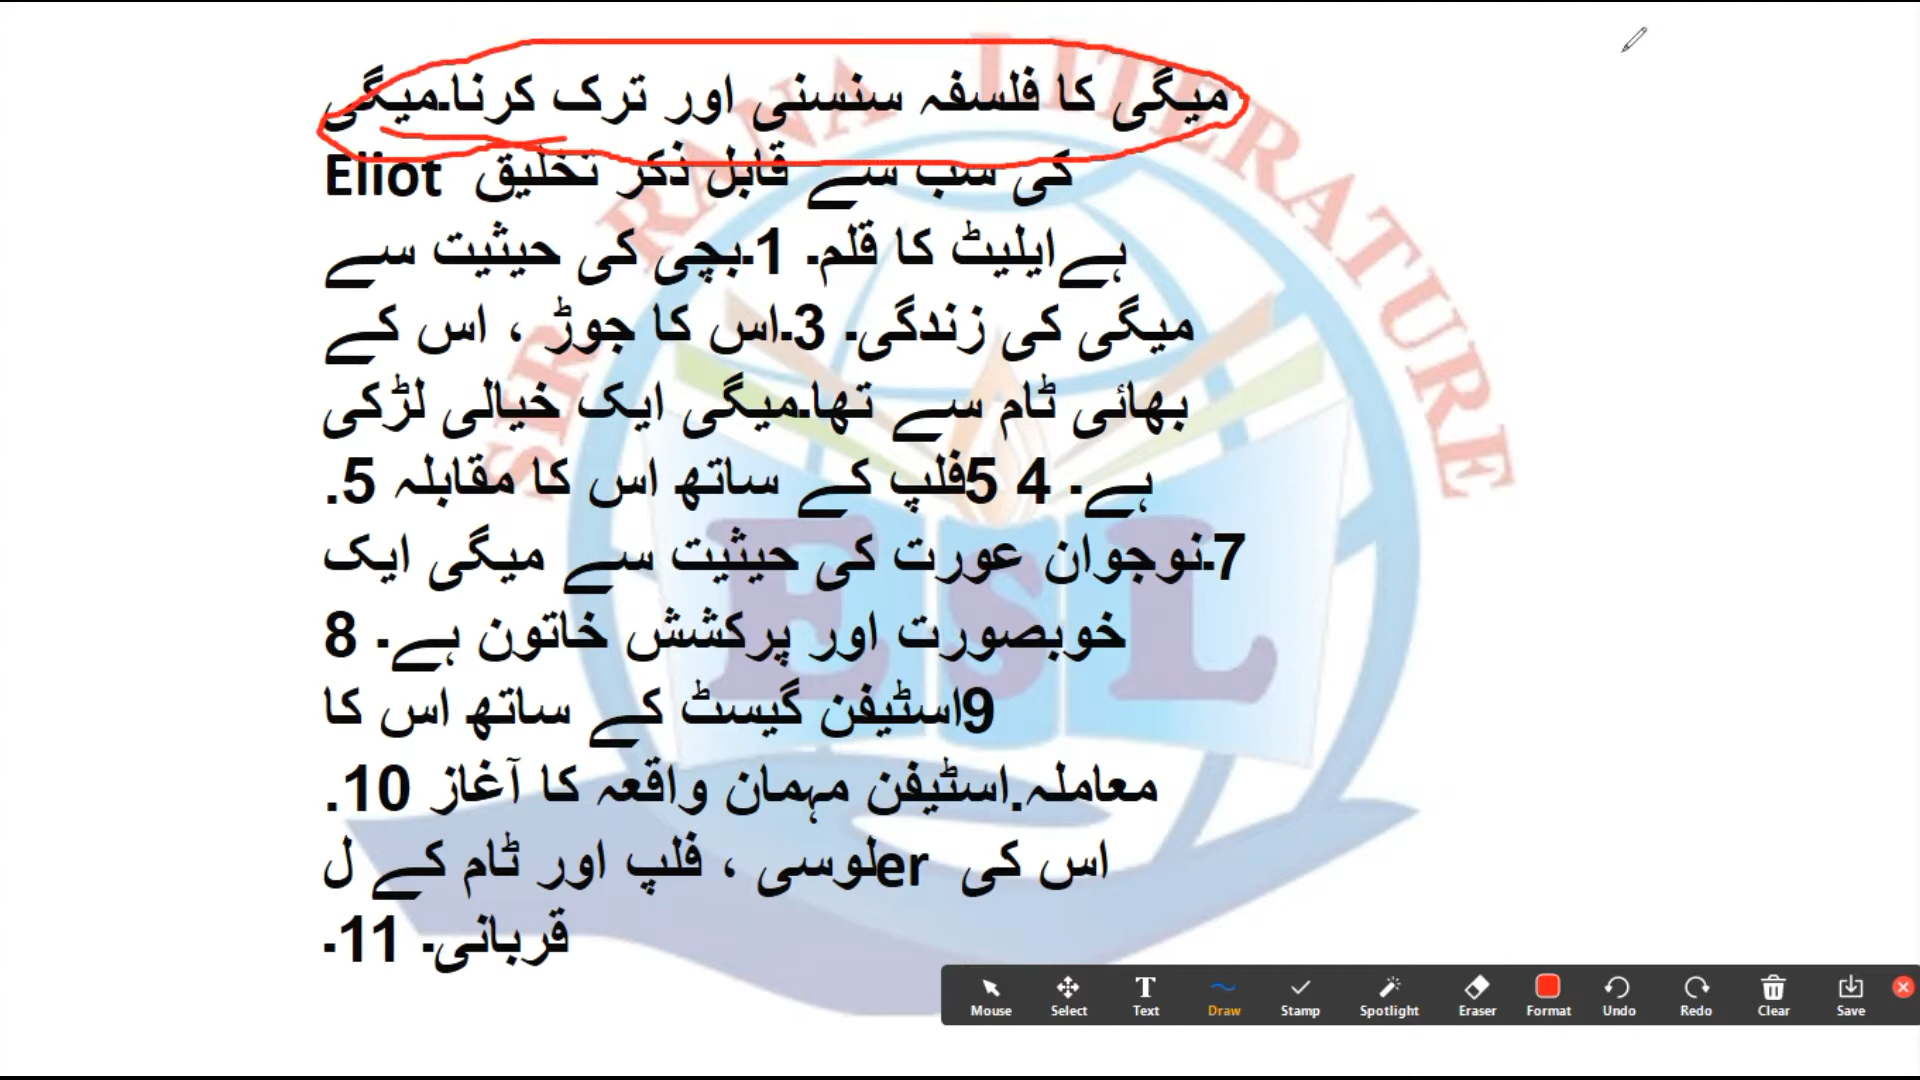 میگی کا فلسفہ سنسنی اور ترک کرنا۔میگی
Eliot کی سب سے قابل ذکر تخلیق
ہےایلیٹ کا قلم۔ 1۔بچی کی حیثیت سے
میگی کی زندگی۔ 3۔اس کا جوڑ ، اس کے
بھائی ٹام سے تھا۔میگی ایک خیالی لڑکی
ہے۔ 4 5فلپ کے ساتھ اس کا مقابلہ 5.
7۔نوجوان عورت کی حیثیت سے میگی ایک
خوبصورت اور پرکشش خاتون ہے۔ 8
9اسٹیفن گیسٹ کے ساتھ اس کا
معاملہ.اسٹیفن مہمان واقعہ کا آغاز 10.
اس کی erلوسی ، فلپ اور ٹام کے ل
قربانی۔ 11۔
SIR RANA LITERATURE
EsL
Mouse Select Text Draw Stamp Spotlight Eraser Format Undo Redo Clear Save